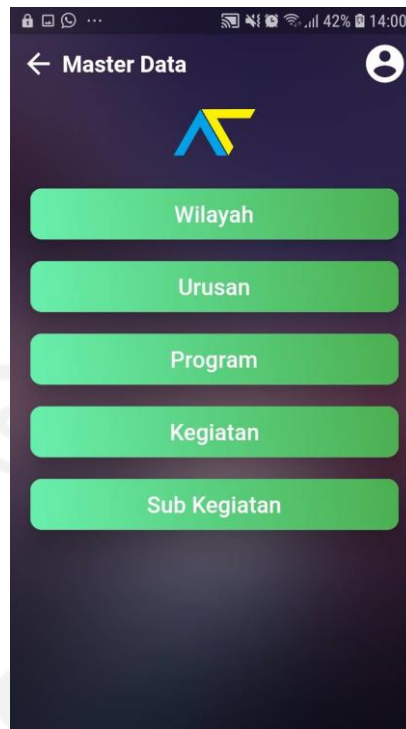 42% 14:00
Master Data
Wilayah
Urusan
Program
Kegiatan
Sub Kegiatan